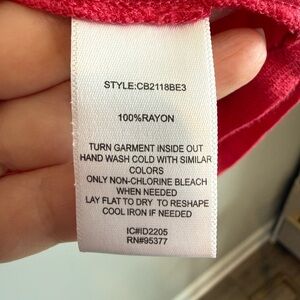 STYLE:CB2118BE3
100%RAYON
TURN GARMENT INSIDE OUT
HAND WASH COLD WITH SIMILAR
COLORS
ONLY NON-CHLORINE BLEACH
WHEN NEEDED
LAY FLAT TO DRY TO RESHAPE
COOL IRON IF NEEDED
IC#ID2205
RN#95377